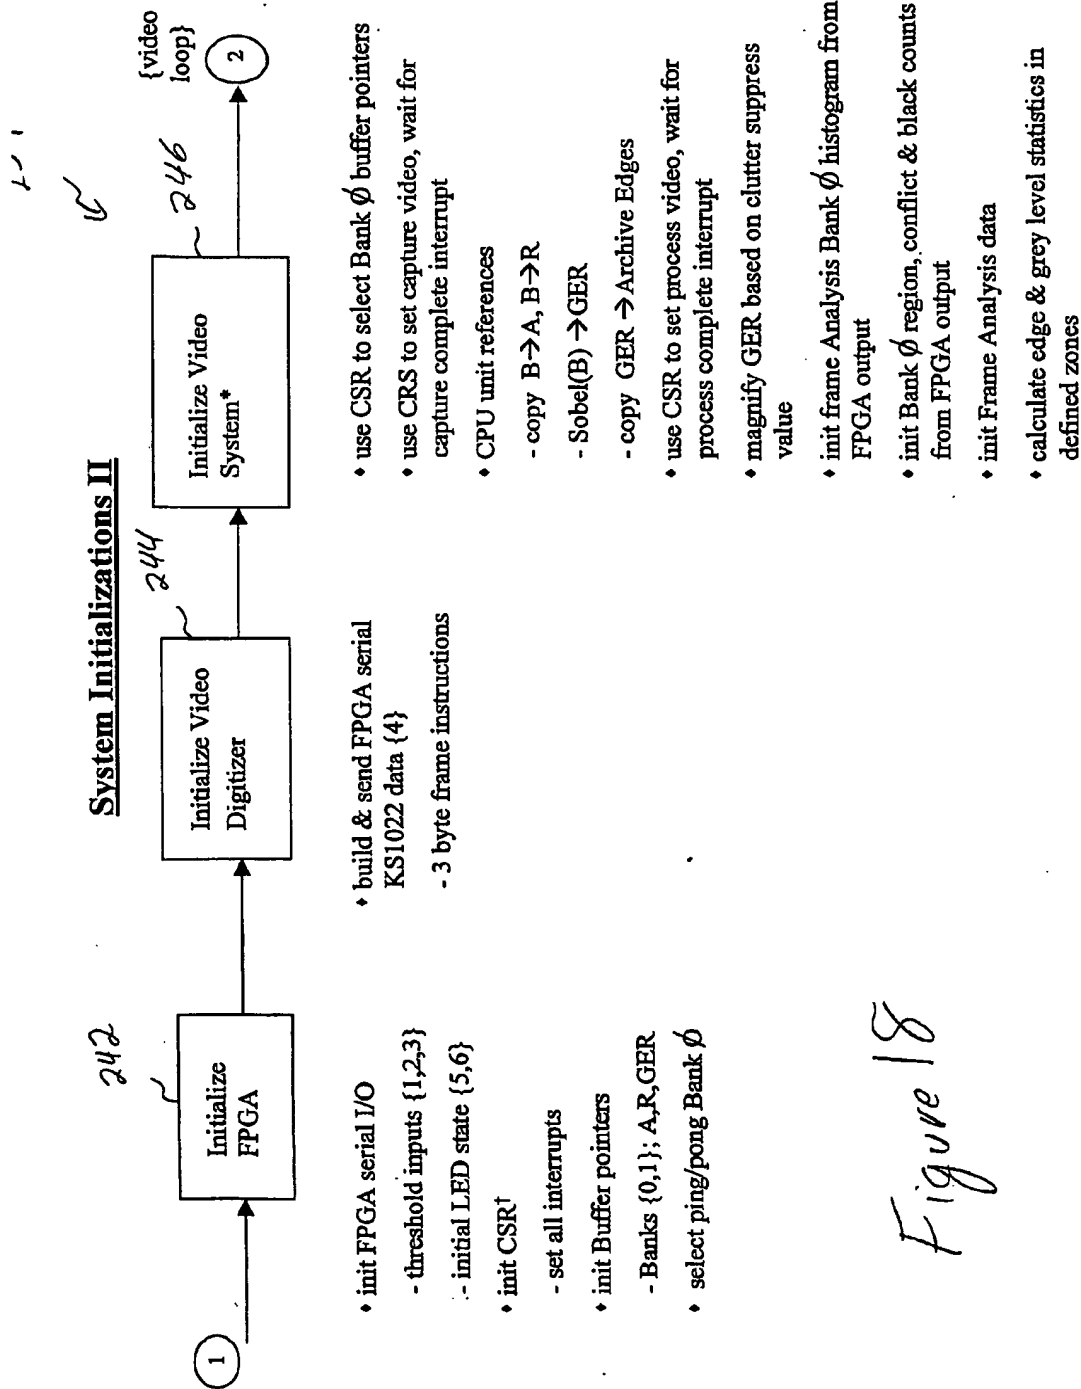 System Initializations II
1
242
Initialize
FPGA
244
Initialize Video
Digitizer
246
Initialize Video
System*
{video
loop}
2
♦ init FPGA serial I/O
- threshold inputs {1,2,3}
- initial LED state {5,6}
♦ init CSR†
- set all interrupts
♦ init Buffer pointers
- Banks {0,1}; A,R,GER
♦ select ping/pong Bank Ø
♦ build & send FPGA serial
KS1022 data {4}
- 3 byte frame instructions
♦ use CSR to select Bank Ø buffer pointers
♦ use CRS to set capture video, wait for
capture complete interrupt
♦ CPU unit references
- copy B→A, B→R
- Sobel(B) →GER
- copy GER →Archive Edges
♦ use CSR to set process video, wait for
process complete interrupt
♦ magnify GER based on clutter suppress
value
♦ init frame Analysis Bank Ø histogram from
FPGA output
♦ init Bank Ø region, conflict & black counts
from FPGA output
♦ init Frame Analysis data
♦ calculate edge & grey level statistics in
defined zones
Figure 18